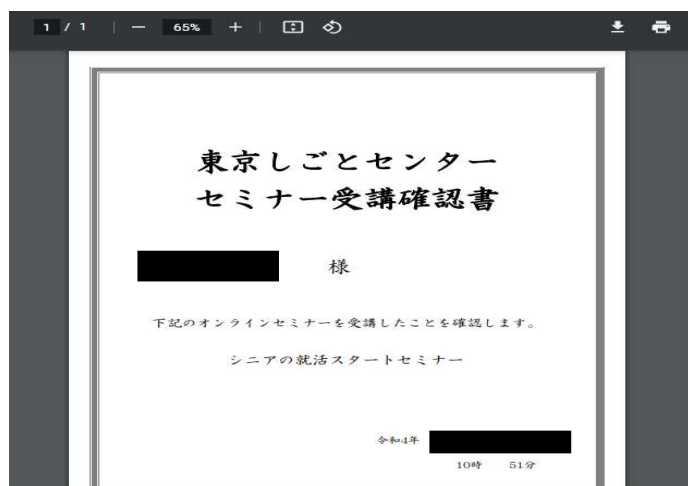 1 / 1 65%
東京しごとセンター
セミナー受講確認書
様
下記のオンラインセミナーを受講したことを確認します。
シニアの就活スタートセミナー
令和4年
10時 51分